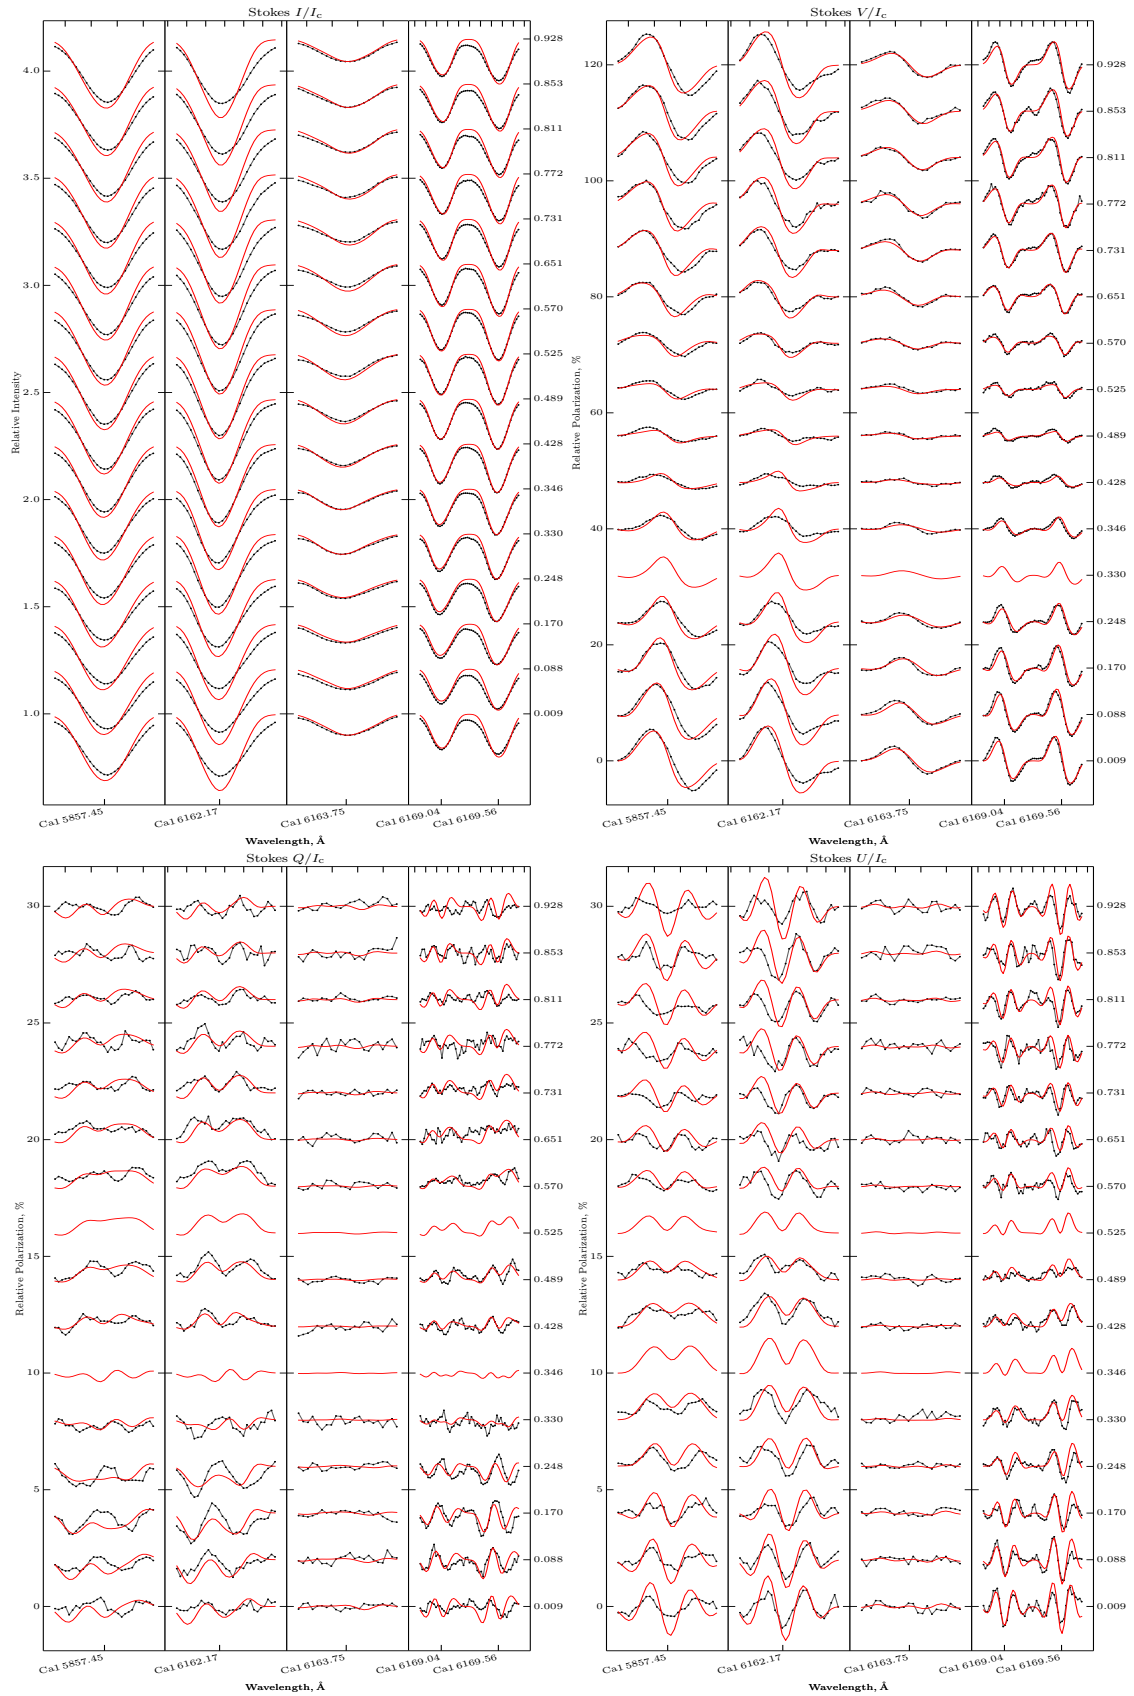 Stokes I/Ic
Relative Intensity
4.0
3.5
3.0
2.5
2.0
1.5
1.0
0.928
0.853
0.811
0.772
0.731
0.651
0.570
0.525
0.489
0.428
0.346
0.330
0.248
0.170
0.088
0.009
Ca1 5857.45
Ca1 6162.17
Ca1 6163.75
Ca1 6169.04
Ca1 6169.56
Wavelength, Å
Stokes V/Ic
Relative Polarization, %
120
100
80
60
40
20
0
0.928
0.853
0.811
0.772
0.731
0.651
0.570
0.525
0.489
0.428
0.346
0.330
0.248
0.170
0.088
0.009
Ca1 5857.45
Ca1 6162.17
Ca1 6163.75
Ca1 6169.04
Ca1 6169.56
Wavelength, Å
Stokes Q/Ic
Relative Polarization, %
30
25
20
15
10
5
0
0.928
0.853
0.811
0.772
0.731
0.651
0.570
0.525
0.489
0.428
0.346
0.330
0.248
0.170
0.088
0.009
Ca1 5857.45
Ca1 6162.17
Ca1 6163.75
Ca1 6169.04
Ca1 6169.56
Wavelength, Å
Stokes U/Ic
Relative Polarization, %
30
25
20
15
10
5
0
0.928
0.853
0.811
0.772
0.731
0.651
0.570
0.525
0.489
0.428
0.346
0.330
0.248
0.170
0.088
0.009
Ca1 5857.45
Ca1 6162.17
Ca1 6163.75
Ca1 6169.04
Ca1 6169.56
Wavelength, Å